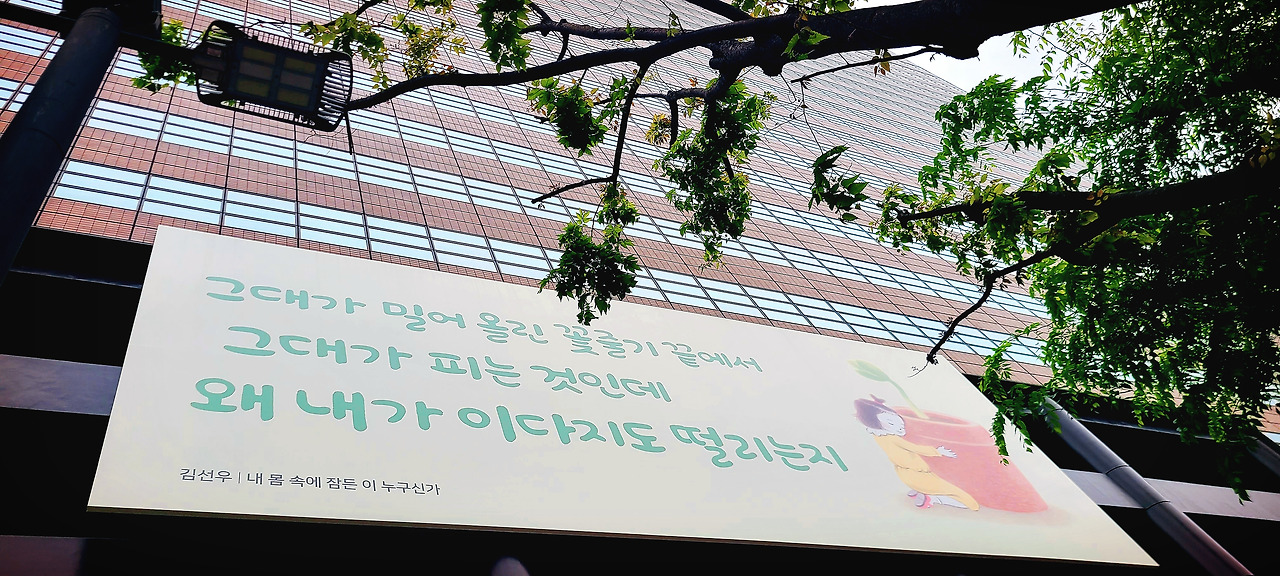 그대가 밀어 올린 꽃줄기 끝에서
그대가 피는 것인데
왜 내가 이다지도 떨리는지
김선우 | 내 몸 속에 잠든 이 누구신가